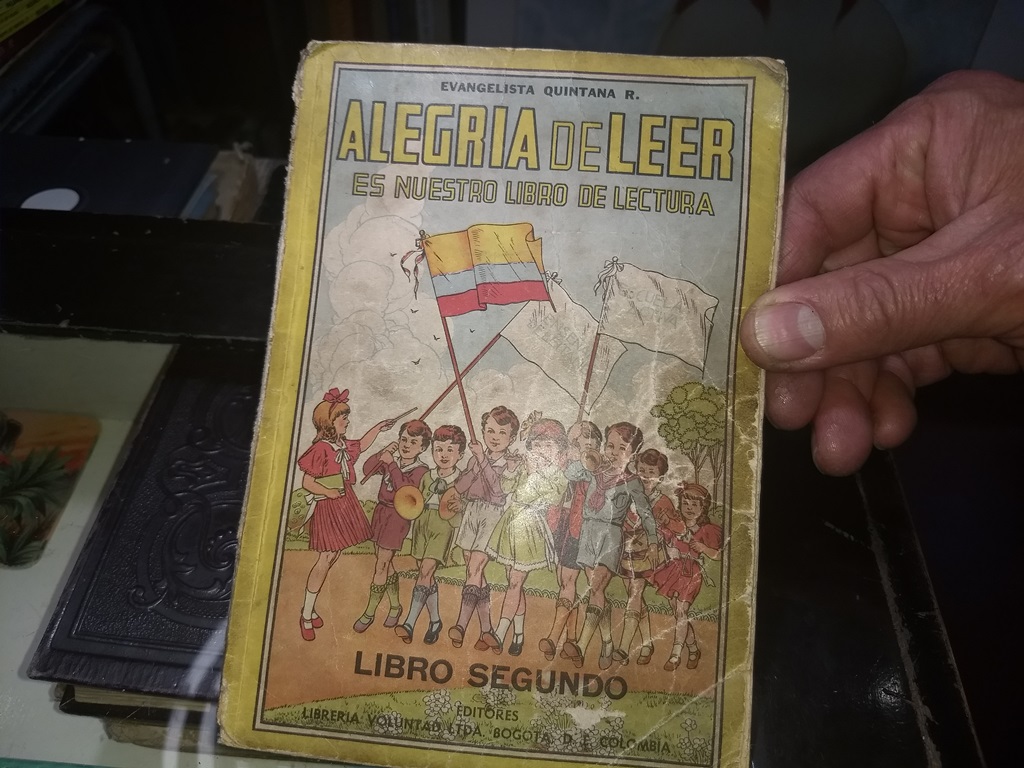 EVANGELISTA QUINTANA R.
ALEGRIA DE LEER
ES NUESTRO LIBRO DE LECTURA
LIBRO SEGUNDO
EDITORES
LIBRERIA VOLUNTAD LTDA. BOGOTA, D. E. COLOMBIA